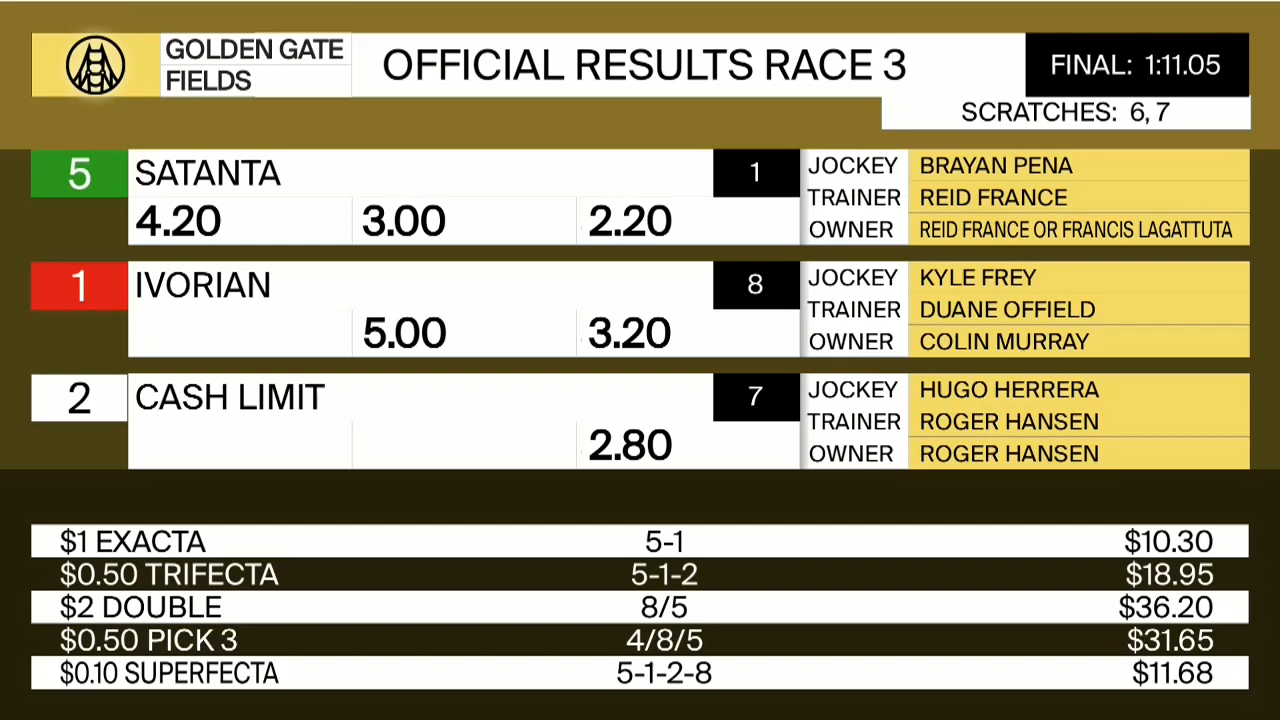 GOLDEN GATE
FIELDS
OFFICIAL RESULTS RACE 3
FINAL: 1:11.05
SCRATCHES: 6, 7
5 SATANTA 1
4.20 3.00 2.20
JOCKEY BRAYAN PENA
TRAINER REID FRANCE
OWNER REID FRANCE OR FRANCIS LAGATTUTA
1 IVORIAN 8
5.00 3.20
JOCKEY KYLE FREY
TRAINER DUANE OFFIELD
OWNER COLIN MURRAY
2 CASH LIMIT 7
2.80
JOCKEY HUGO HERRERA
TRAINER ROGER HANSEN
OWNER ROGER HANSEN
$1 EXACTA 5-1 $10.30
$0.50 TRIFECTA 5-1-2 $18.95
$2 DOUBLE 8/5 $36.20
$0.50 PICK 3 4/8/5 $31.65
$0.10 SUPERFECTA 5-1-2-8 $11.68